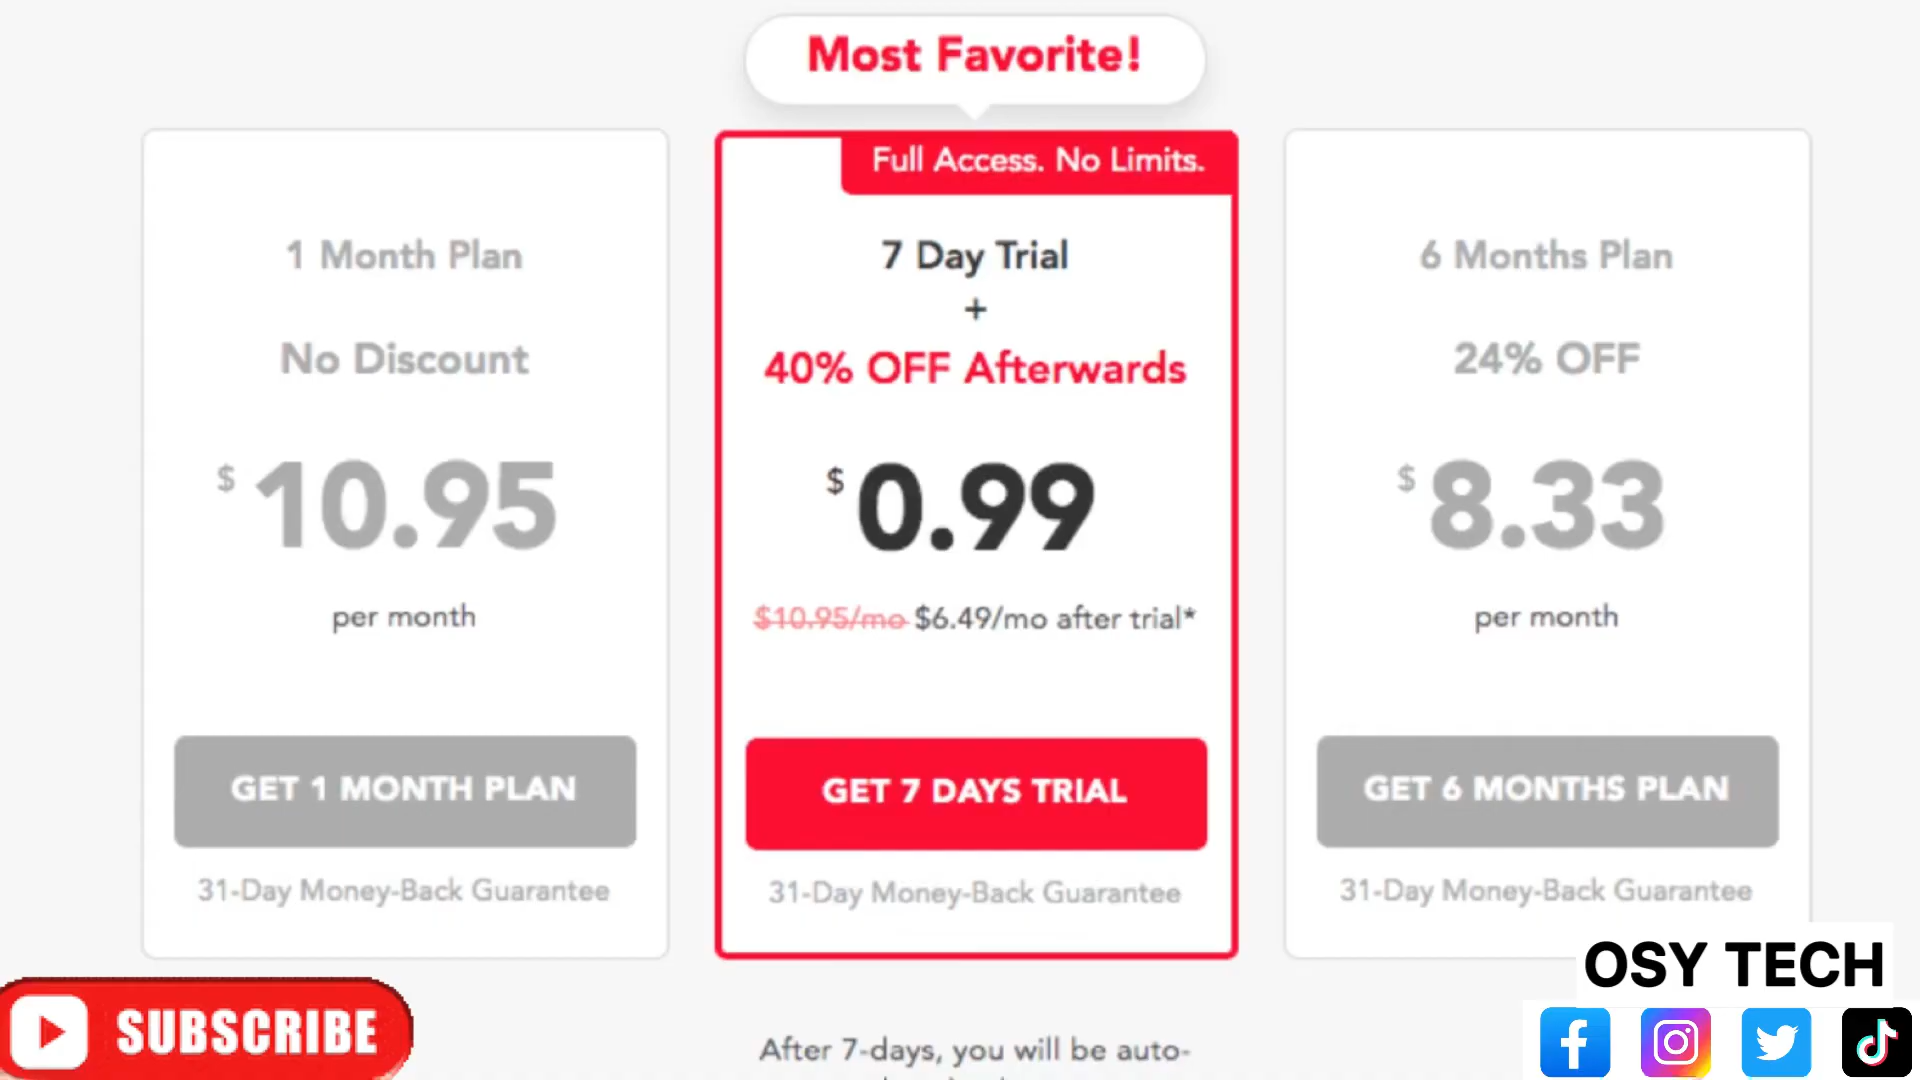 Most Favorite!
Full Access. No Limits.
1 Month Plan
No Discount
$ 10.95
per month
GET 1 MONTH PLAN
31-Day Money-Back Guarantee
7 Day Trial
+
40% OFF Afterwards
$ 0.99
$10.95/mo $6.49/mo after trial*
GET 7 DAYS TRIAL
31-Day Money-Back Guarantee
6 Months Plan
24% OFF
$ 8.33
per month
GET 6 MONTHS PLAN
31-Day Money-Back Guarantee
After 7-days, you will be auto-
SUBSCRIBE
OSY TECH